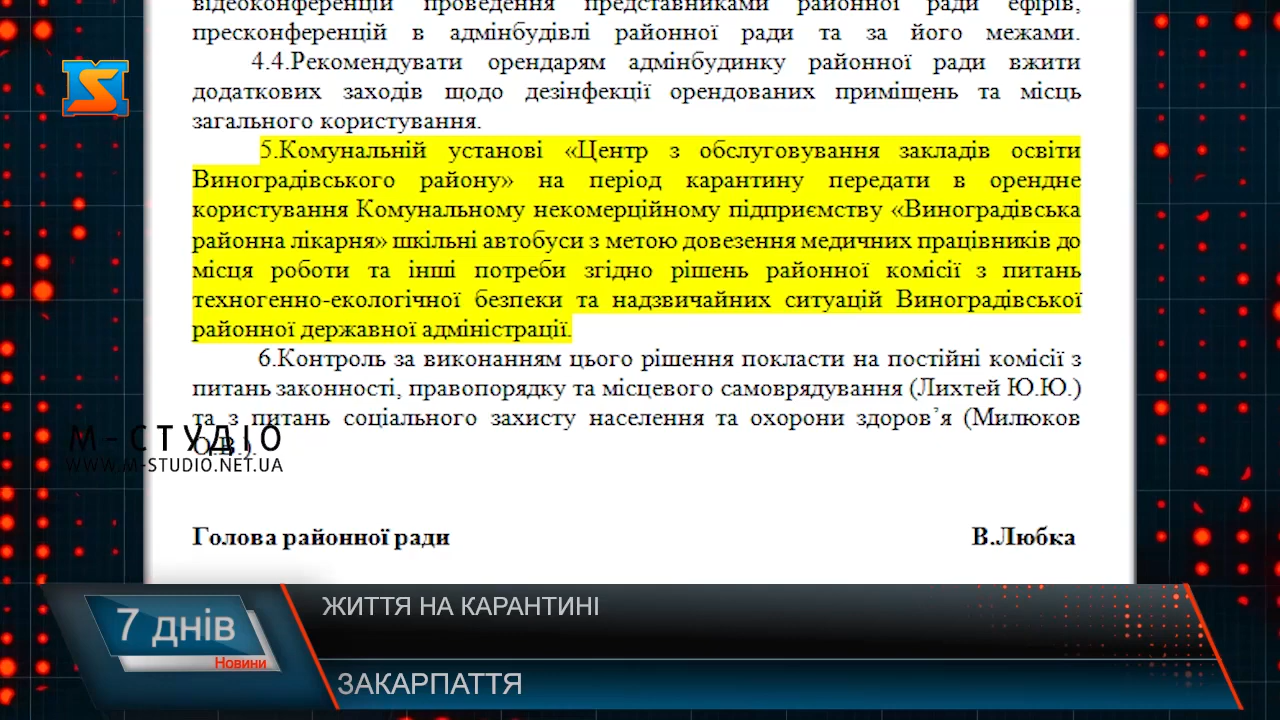 відеоконференцій проведення представниками районної ради ефірів,
пресконференцій в адмінбудівлі районної ради та за його межами.
4.4.Рекомендувати орендарям адмінбудинку районної ради вжити
додаткових заходів щодо дезінфекції орендованих приміщень та місць
загального користування.
5.Комунальній установі «Центр з обслуговування закладів освіти
Виноградівського району» на період карантину передати в орендне
користування Комунальному некомерційному підприємству «Виноградівська
районна лікарня» шкільні автобуси з метою довезення медичних працівників до
місця роботи та інші потреби згідно рішень районної комісії з питань
техногенно-екологічної безпеки та надзвичайних ситуацій Виноградівської
районної державної адміністрації.
6.Контроль за виконанням цього рішення покласти на постійні комісії з
питань законності, правопорядку та місцевого самоврядування (Лихтей Ю.Ю.)
та з питань соціального захисту населення та охорони здоров’я (Милюков
О.В.).
М-СТУДІО
WWW.M-STUDIO.NET.UA
Голова районної ради В.Любка
7 днів
Новини
ЖИТТЯ НА КАРАНТИНІ
ЗАКАРПАТТЯ